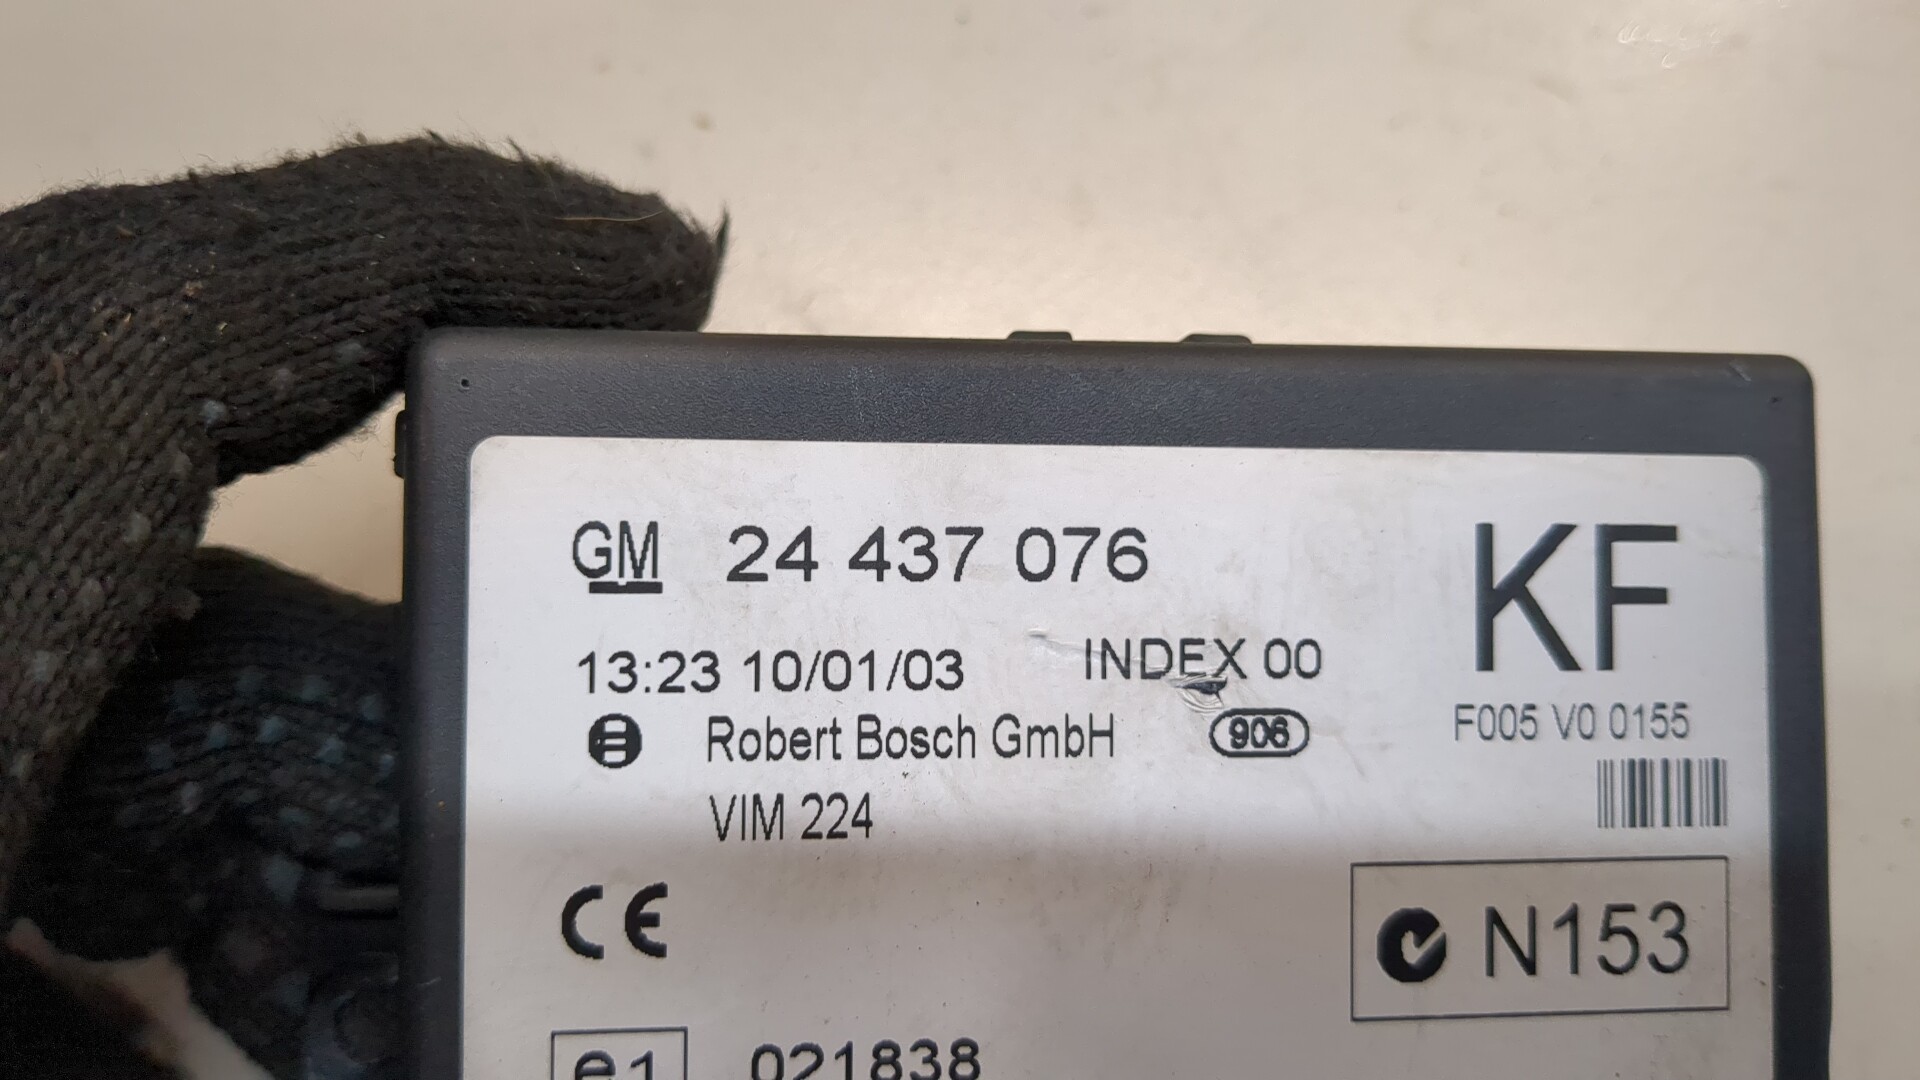 GM 24 437 076
KF
13:23 10/01/03 INDEX 00
F005 V0 0155
Robert Bosch GmbH 906
VIM 224
CE
N153
e1 021838